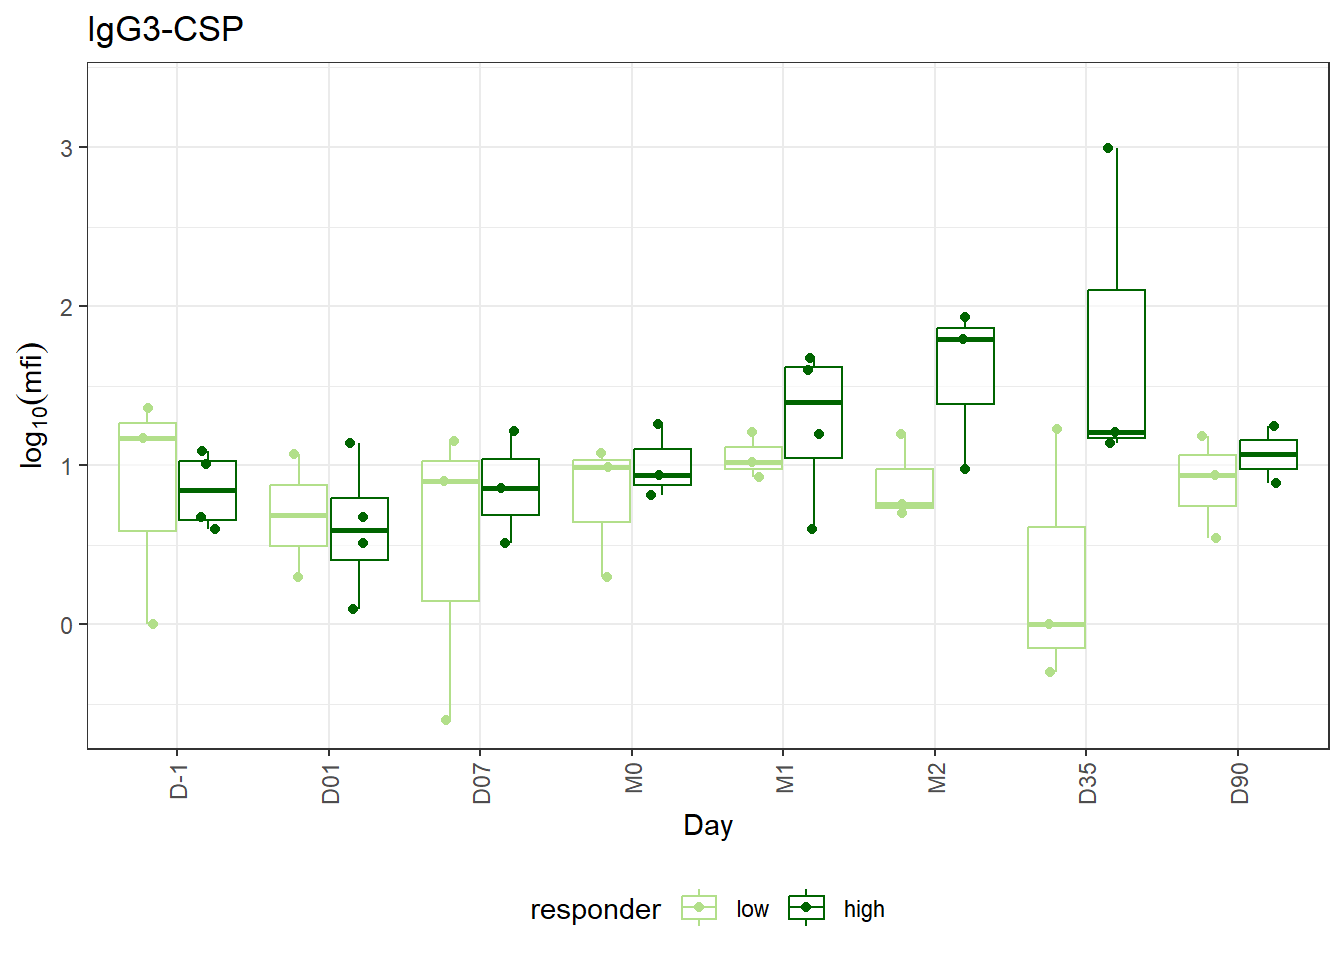 IgG3-CSP
log10(mfi)
3
2
1
0
D-1 D01 D07 M0 M1 M2 D35 D90
Day
responder low high